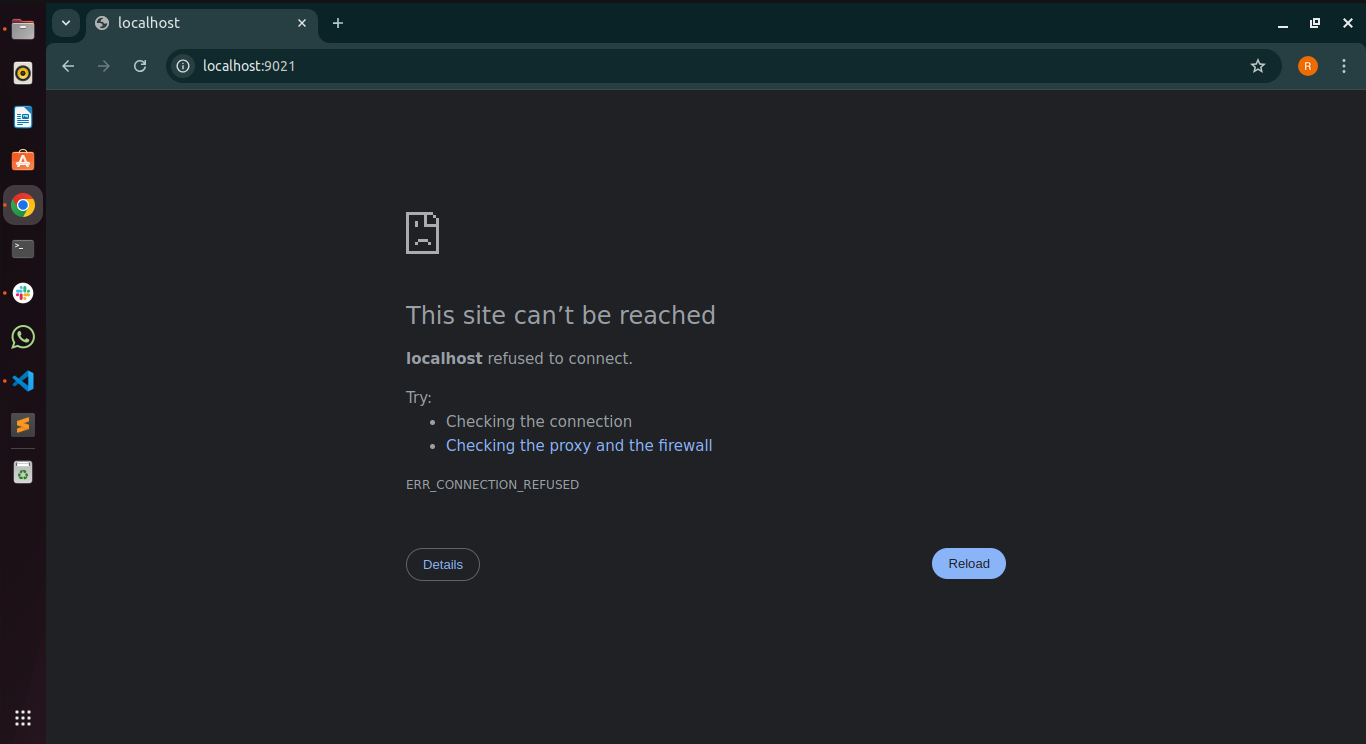 localhost
localhost:9021
R
This site can’t be reached
localhost refused to connect.
Try:
Checking the connection
Checking the proxy and the firewall
ERR_CONNECTION_REFUSED
Details
Reload